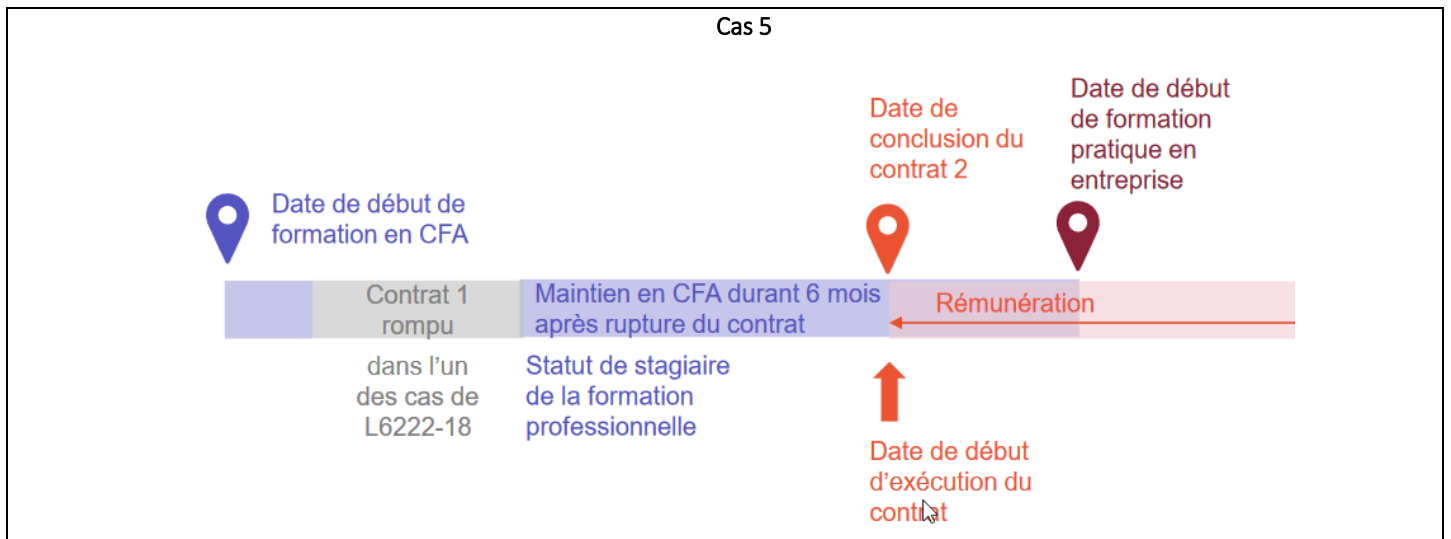 Cas 5
Date de début
de formation
pratique en
entreprise
Date de
conclusion du
contrat 2
Date de début de
formation en CFA
Contrat 1
rompu
Maintien en CFA durant 6 mois
après rupture du contrat
Rémunération
dans l'un
des cas de
L6222-18
Statut de stagiaire
de la formation
professionnelle
Date de début
d'exécution du
contrat